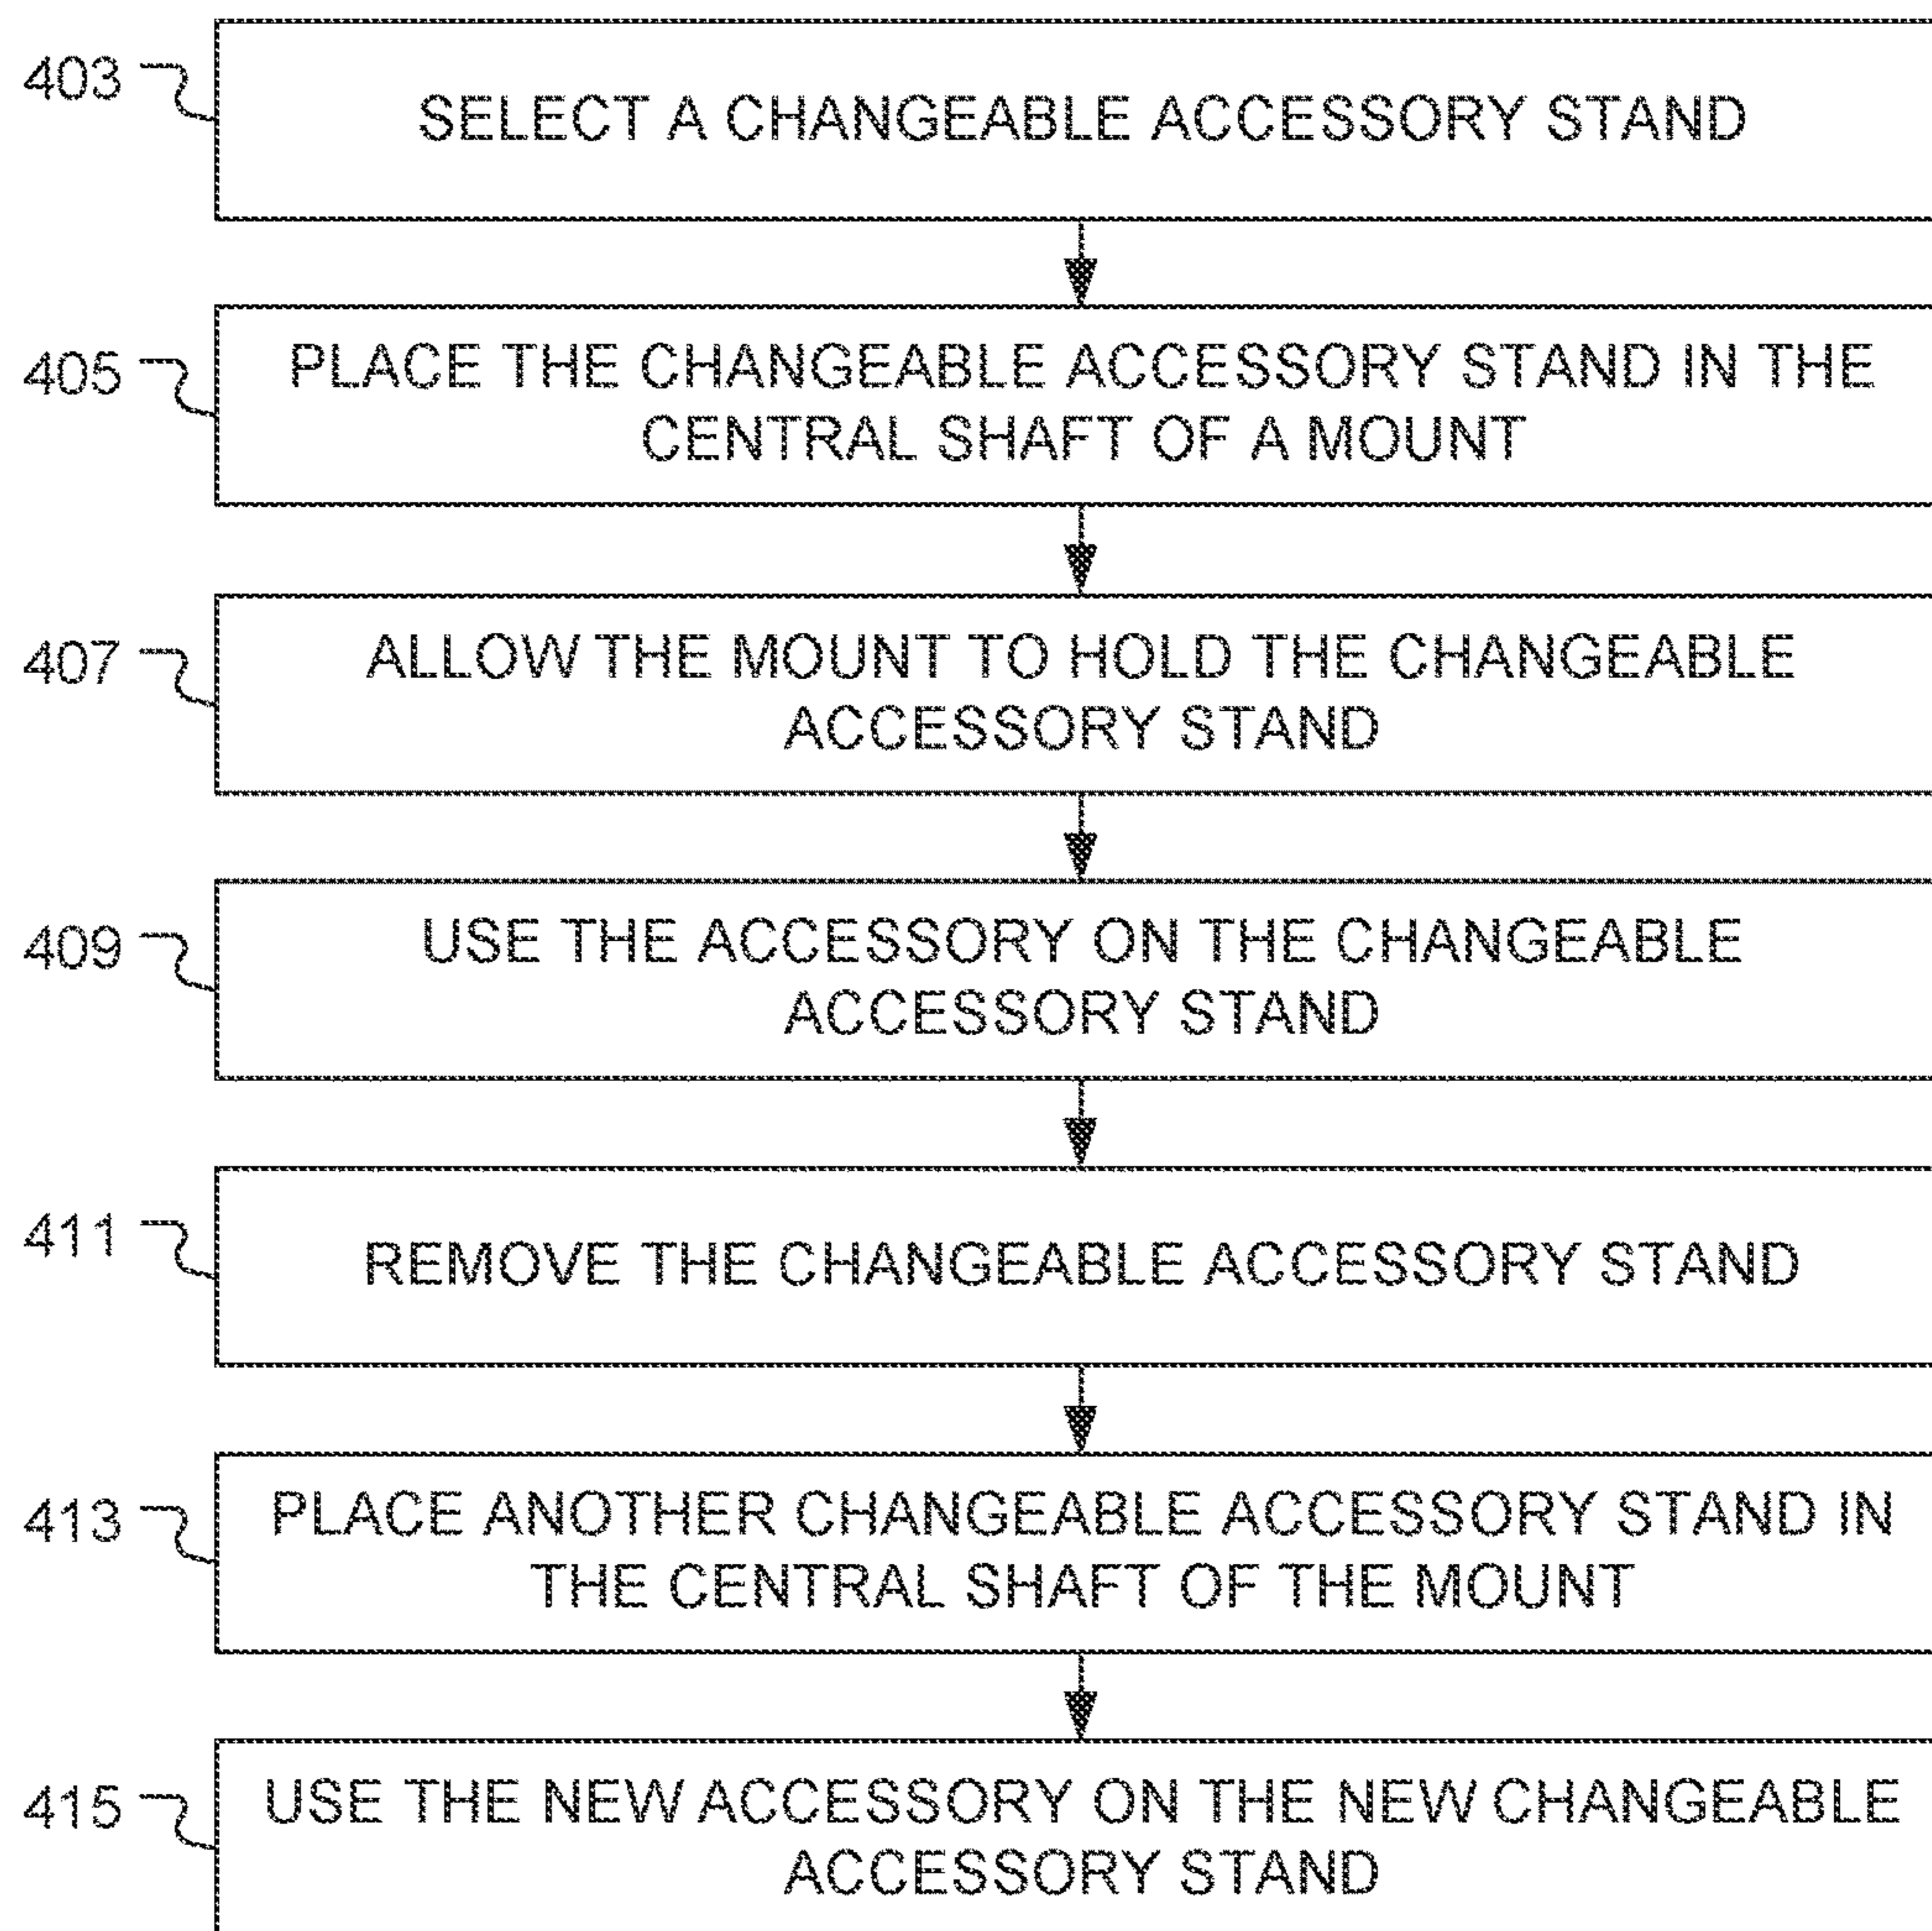 403
SELECT A CHANGEABLE ACCESSORY STAND
405
PLACE THE CHANGEABLE ACCESSORY STAND IN THE
CENTRAL SHAFT OF A MOUNT
407
ALLOW THE MOUNT TO HOLD THE CHANGEABLE
ACCESSORY STAND
409
USE THE ACCESSORY ON THE CHANGEABLE
ACCESSORY STAND
411
REMOVE THE CHANGEABLE ACCESSORY STAND
413
PLACE ANOTHER CHANGEABLE ACCESSORY STAND IN
THE CENTRAL SHAFT OF THE MOUNT
415
USE THE NEW ACCESSORY ON THE NEW CHANGEABLE
ACCESSORY STAND